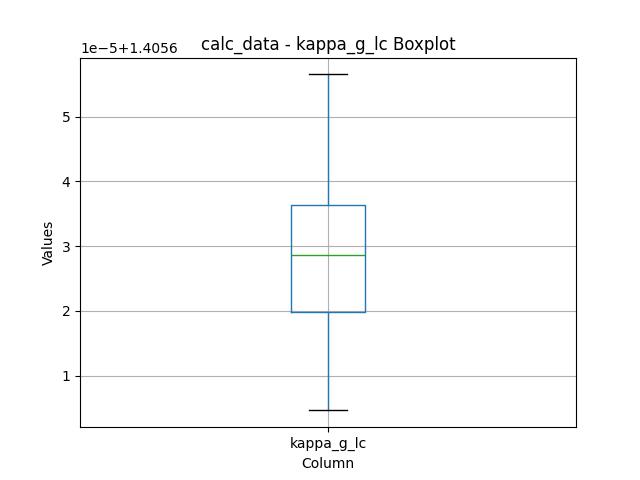 calc_data - kappa_g_lc Boxplot
1e−5+1.4056
5
4
3
2
1
Values
kappa_g_lc
Column